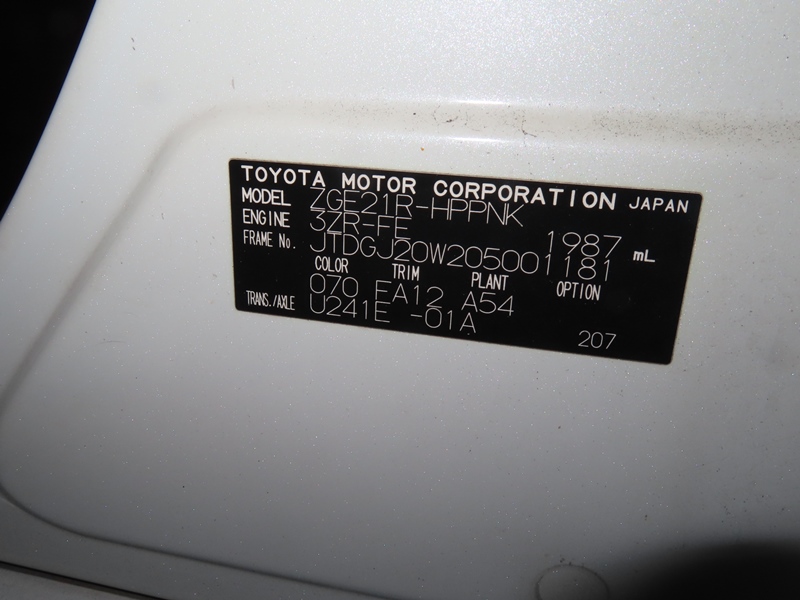 TOYOTA MOTOR CORPORATION JAPAN
MODEL ZGE21R-HPPNK
ENGINE 3ZR-FE 1987 mL
FRAME No. JTDGJ20W205001181
COLOR TRIM PLANT OPTION
070 FA12 A54
TRANS./AXLE U241E -01A
207